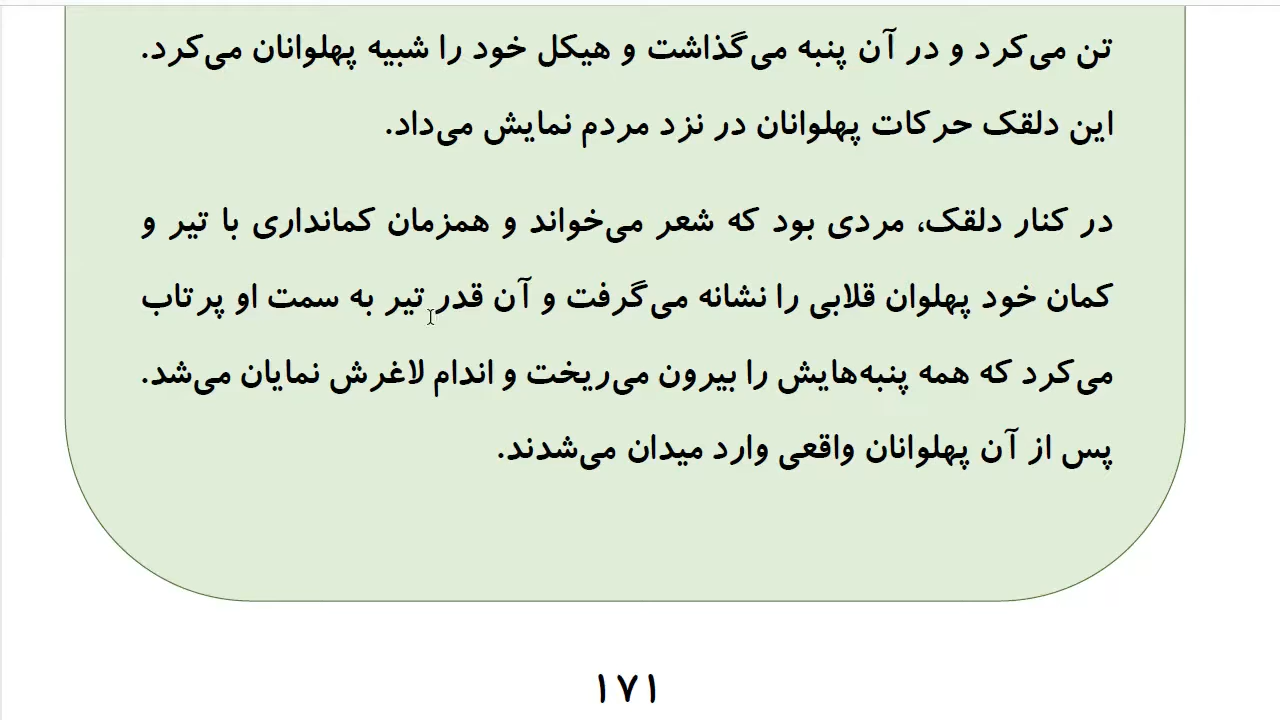 تن می‌کرد و در آن پنبه می‌گذاشت و هیکل خود را شبیه پهلوانان می‌کرد.
این دلقک حرکات پهلوانان در نزد مردم نمایش می‌داد.
در کنار دلقک، مردی بود که شعر می‌خواند و همزمان کمانداری با تیر و
کمان خود پهلوان قلابی را نشانه می‌گرفت و آن قدر تیر به سمت او پرتاب
می‌کرد که همه پنبه‌هایش را بیرون می‌ریخت و اندام لاغرش نمایان می‌شد.
پس از آن پهلوانان واقعی وارد میدان می‌شدند.
۱۷۱